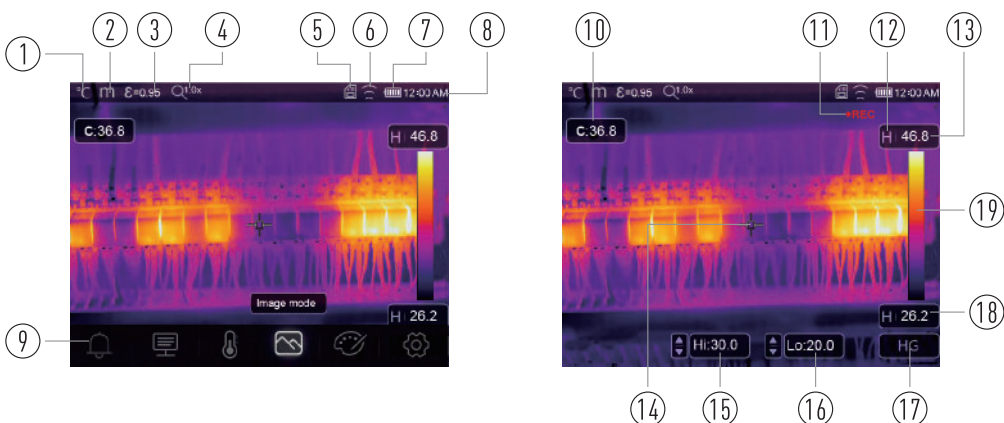 1 2 3 4 5 6 7 8
°C m Ɛ=0.95 1.0x 12:00 AM
C:36.8
H 46.8
Image mode
H 26.2
9
10 11 12 13
°C m Ɛ=0.95 1.0x 12:00 AM
•REC
C:36.8
H 46.8
19
H 26.2
18
Hi:30.0 Lo:20.0 HG
14 15 16 17